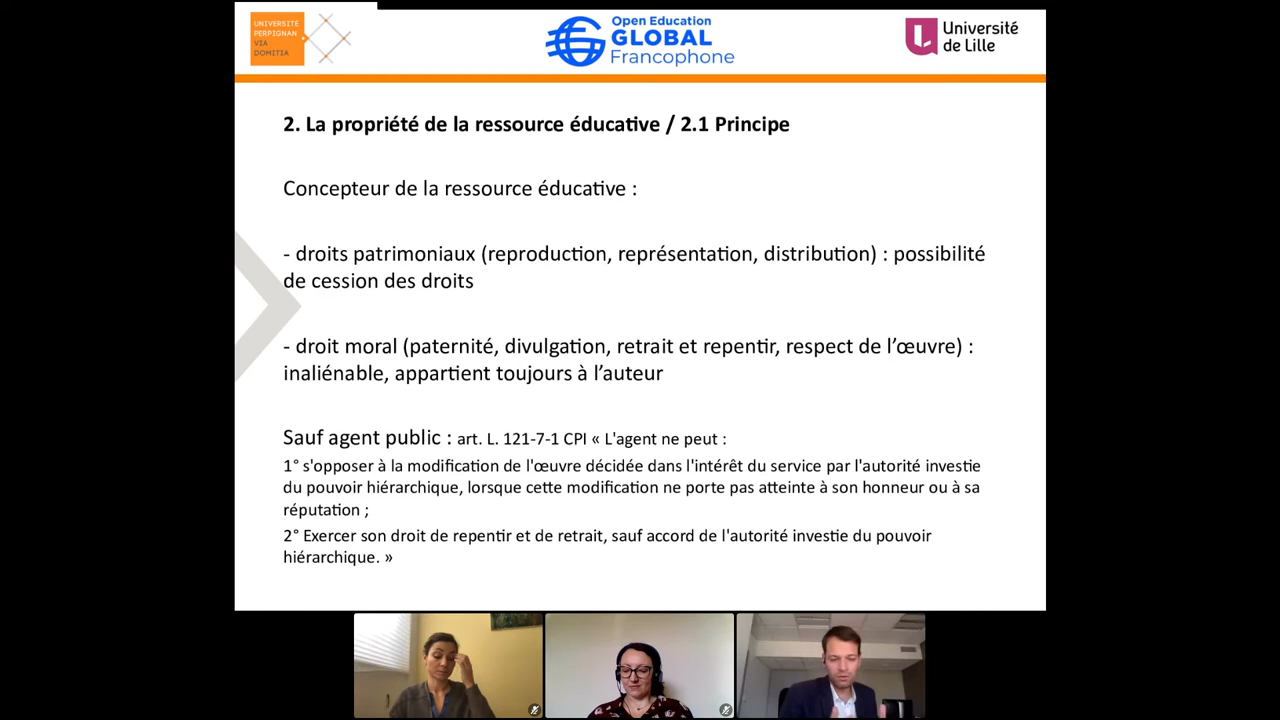 UNIVERSITÉ
PERPIGNAN
VIA
DOMITIA
Open Education
GLOBAL
Francophone
Université
de Lille
2. La propriété de la ressource éducative / 2.1 Principe
Concepteur de la ressource éducative :
- droits patrimoniaux (reproduction, représentation, distribution) : possibilité
de cession des droits
- droit moral (paternité, divulgation, retrait et repentir, respect de l’œuvre) :
inaliénable, appartient toujours à l’auteur
Sauf agent public : art. L. 121-7-1 CPI « L'agent ne peut :
1° s'opposer à la modification de l'œuvre décidée dans l'intérêt du service par l'autorité investie
du pouvoir hiérarchique, lorsque cette modification ne porte pas atteinte à son honneur ou à sa
réputation ;
2° Exercer son droit de repentir et de retrait, sauf accord de l'autorité investie du pouvoir
hiérarchique. »